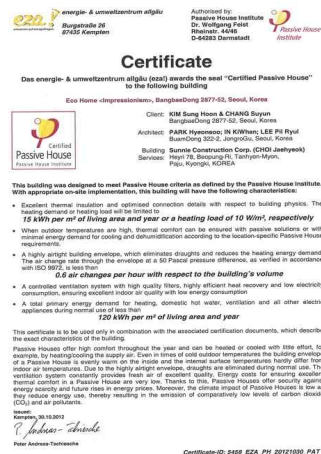 eza!
energie- & umweltzentrum allgäu
Burgstraße 26
87435 Kempten
Authorised by:
Passive House Institute
Dr. Wolfgang Feist
Rheinstr. 44/46
D-64283 Darmstadt
Passive
House
Institute
Certificate
Das energie- & umweltzentrum allgäu (eza!) awards the seal "Certified Passive House"
to the following building
Eco Home <Impressionism>, BangbaeDong 2877-52, Seoul, Korea
Certified
Passive House
Passive House Institute
Client: KIM Sung Hoon & CHANG Suyun
BangbaeDong 2877-52, Seoul, Korea
Architect: PARK Hyeonsoo; IN KiWhan; LEE Pil Ryul
BuamDong 322-2, JongroGu, Seoul, Korea
Building Services: Sunnie Construction Corp. (CHOI Jaehyeok)
Heyri 78, Beopung-Ri, Tanhyon-Myon,
Paju, Kyongki, KOREA
This building was designed to meet Passive House criteria as defined by the Passive House Institute.
With appropriate on-site implementation, this building will have the following characteristics:
• Excellent thermal insulation and optimised connection details with respect to building physics. The
heating demand or heating load will be limited to
15 kWh per m² of living area and year or a heating load of 10 W/m², respectively
• When outdoor temperatures are high, thermal comfort can be ensured with passive solutions or with
minimal energy demand for cooling and dehumidification according to the location-specific Passive House
requirements.
• A highly airtight building envelope, which eliminates draughts and reduces the heating energy demand.
The air change rate through the envelope at a 50 Pascal pressure difference, as verified in accordance
with ISO 9972, is less than
0.6 air changes per hour with respect to the building's volume
• A controlled ventilation system with high quality filters, highly efficient heat recovery and low electricity
consumption, ensuring excellent indoor air quality with low energy consumption
• A total primary energy demand for heating, domestic hot water, ventilation and all other electric
appliances during normal use of less than
120 kWh per m² of living area and year
This certificate is to be used only in combination with the associated certification documents, which describe
the exact characteristics of the building.
Passive Houses offer high comfort throughout the year and can be heated or cooled with little effort, for
example, by heating/cooling the supply air. Even in times of cold outdoor temperatures the building envelope
of a Passive House is evenly warm on the inside and the internal surface temperatures hardly differ from
indoor air temperatures. Due to the highly airtight envelope, draughts are eliminated during normal use. The
ventilation system constantly provides fresh air of excellent quality. Energy costs for ensuring excellent
thermal comfort in a Passive House are very low. Thanks to this, Passive Houses offer security against
energy scarcity and future rises in energy prices. Moreover, the climate impact of Passive Houses is low as
they reduce energy use, thereby resulting in the emission of comparatively low levels of carbon dioxide
(CO₂) and air pollutants.
issued:
Kempten, 30.10.2012
Peter Andreas-Tschiesche
Certificate-ID: 5458_EZA_PH_20121030_PAT